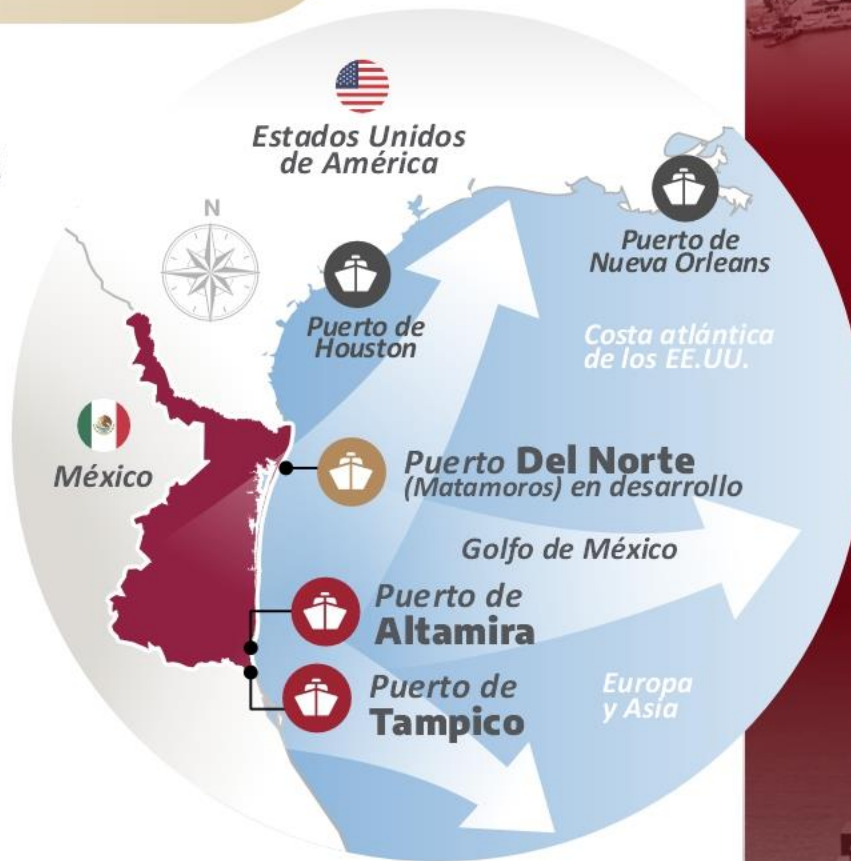 Estados Unidos
de América
N
Puerto de
Nueva Orleans
Puerto de
Houston
Costa atlántica
de los EE.UU.
México
Puerto Del Norte
(Matamoros) en desarrollo
Golfo de México
Puerto de
Altamira
Puerto de
Tampico
Europa
y Asia